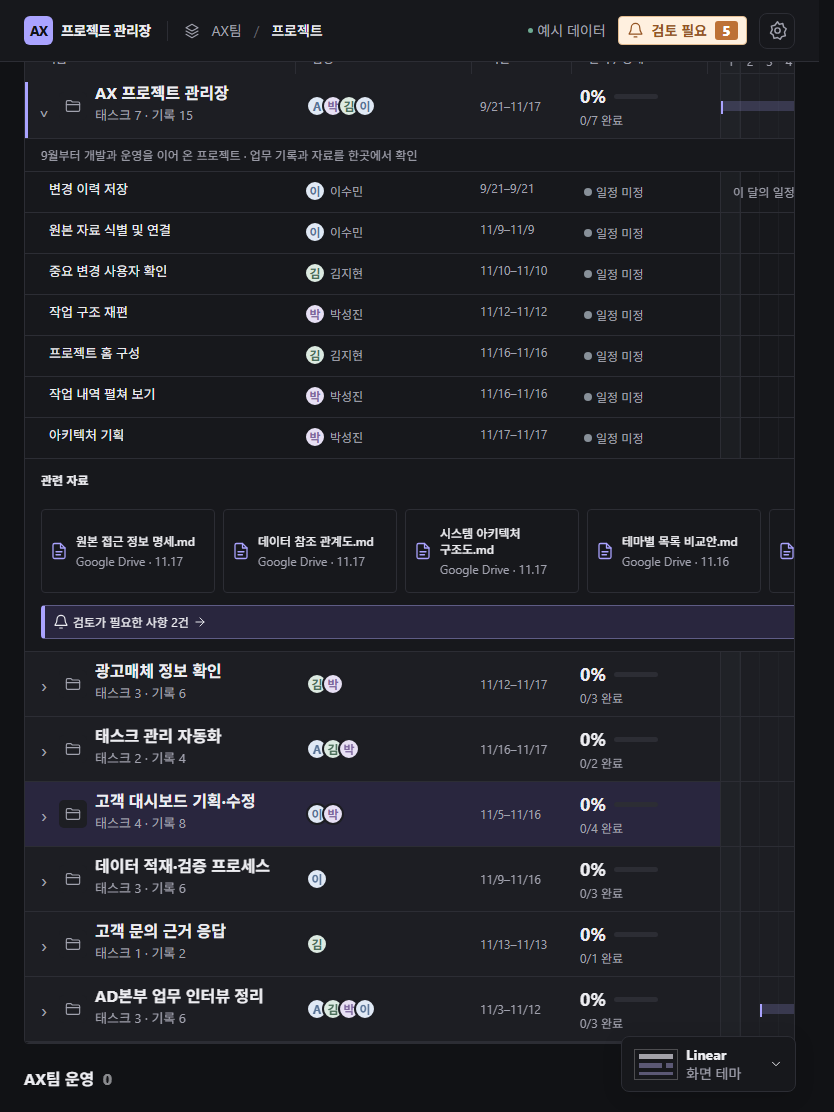 AX 프로젝트 관리장 AX팀 / 프로젝트 예시 데이터 검토 필요 5
AX 프로젝트 관리장
태스크 7 · 기록 15
A 박 김 이
9/21–11/17
0%
0/7 완료
9월부터 개발과 운영을 이어 온 프로젝트 · 업무 기록과 자료를 한곳에서 확인
변경 이력 저장 이 이수민 9/21–9/21 일정 미정 이 달의 일정
원본 자료 식별 및 연결 이 이수민 11/9–11/9 일정 미정
중요 변경 사용자 확인 김 김지현 11/10–11/10 일정 미정
작업 구조 재편 박 박성진 11/12–11/12 일정 미정
프로젝트 홈 구성 김 김지현 11/16–11/16 일정 미정
작업 내역 펼쳐 보기 박 박성진 11/16–11/16 일정 미정
아키텍처 기획 박 박성진 11/17–11/17 일정 미정
관련 자료
원본 접근 정보 명세.md
Google Drive · 11.17
데이터 참조 관계도.md
Google Drive · 11.17
시스템 아키텍처
구조도.md
Google Drive · 11.17
테마별 목록 비교안.md
Google Drive · 11.16
검토가 필요한 사항 2건 →
광고매체 정보 확인
태스크 3 · 기록 6
김 박
11/12–11/17
0%
0/3 완료
태스크 관리 자동화
태스크 2 · 기록 4
A 김 박
11/16–11/17
0%
0/2 완료
고객 대시보드 기획·수정
태스크 4 · 기록 8
이 박
11/5–11/16
0%
0/4 완료
데이터 적재·검증 프로세스
태스크 3 · 기록 6
이
11/9–11/16
0%
0/3 완료
고객 문의 근거 응답
태스크 1 · 기록 2
김
11/13–11/13
0%
0/1 완료
AD본부 업무 인터뷰 정리
태스크 3 · 기록 6
A 김 박 이
11/3–11/12
0%
0/3 완료
AX팀 운영 0
Linear
화면 테마